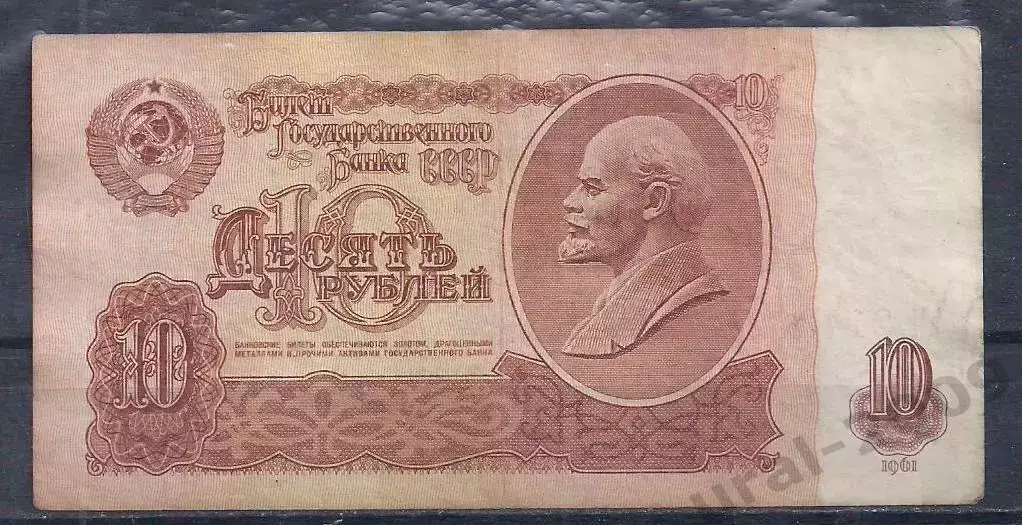 Билет
Государственного
Банка СССР
10
10
Десять
рублей
БАНКОВСКИЕ БИЛЕТЫ ОБЕСПЕЧИВАЮТСЯ ЗОЛОТОМ, ДРАГОЦЕННЫМИ
МЕТАЛЛАМИ И ПРОЧИМИ АКТИВАМИ ГОСУДАРСТВЕННОГО БАНКА
10
10
1961